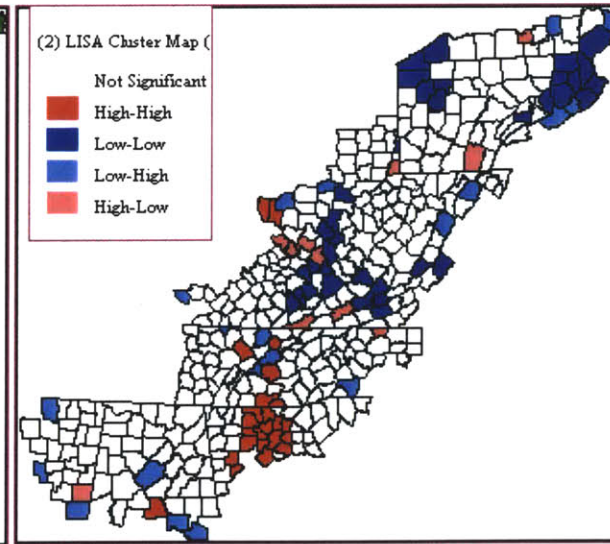 (2) LISA Cluster Map (
Not Significant
High-High
Low-Low
Low-High
High-Low